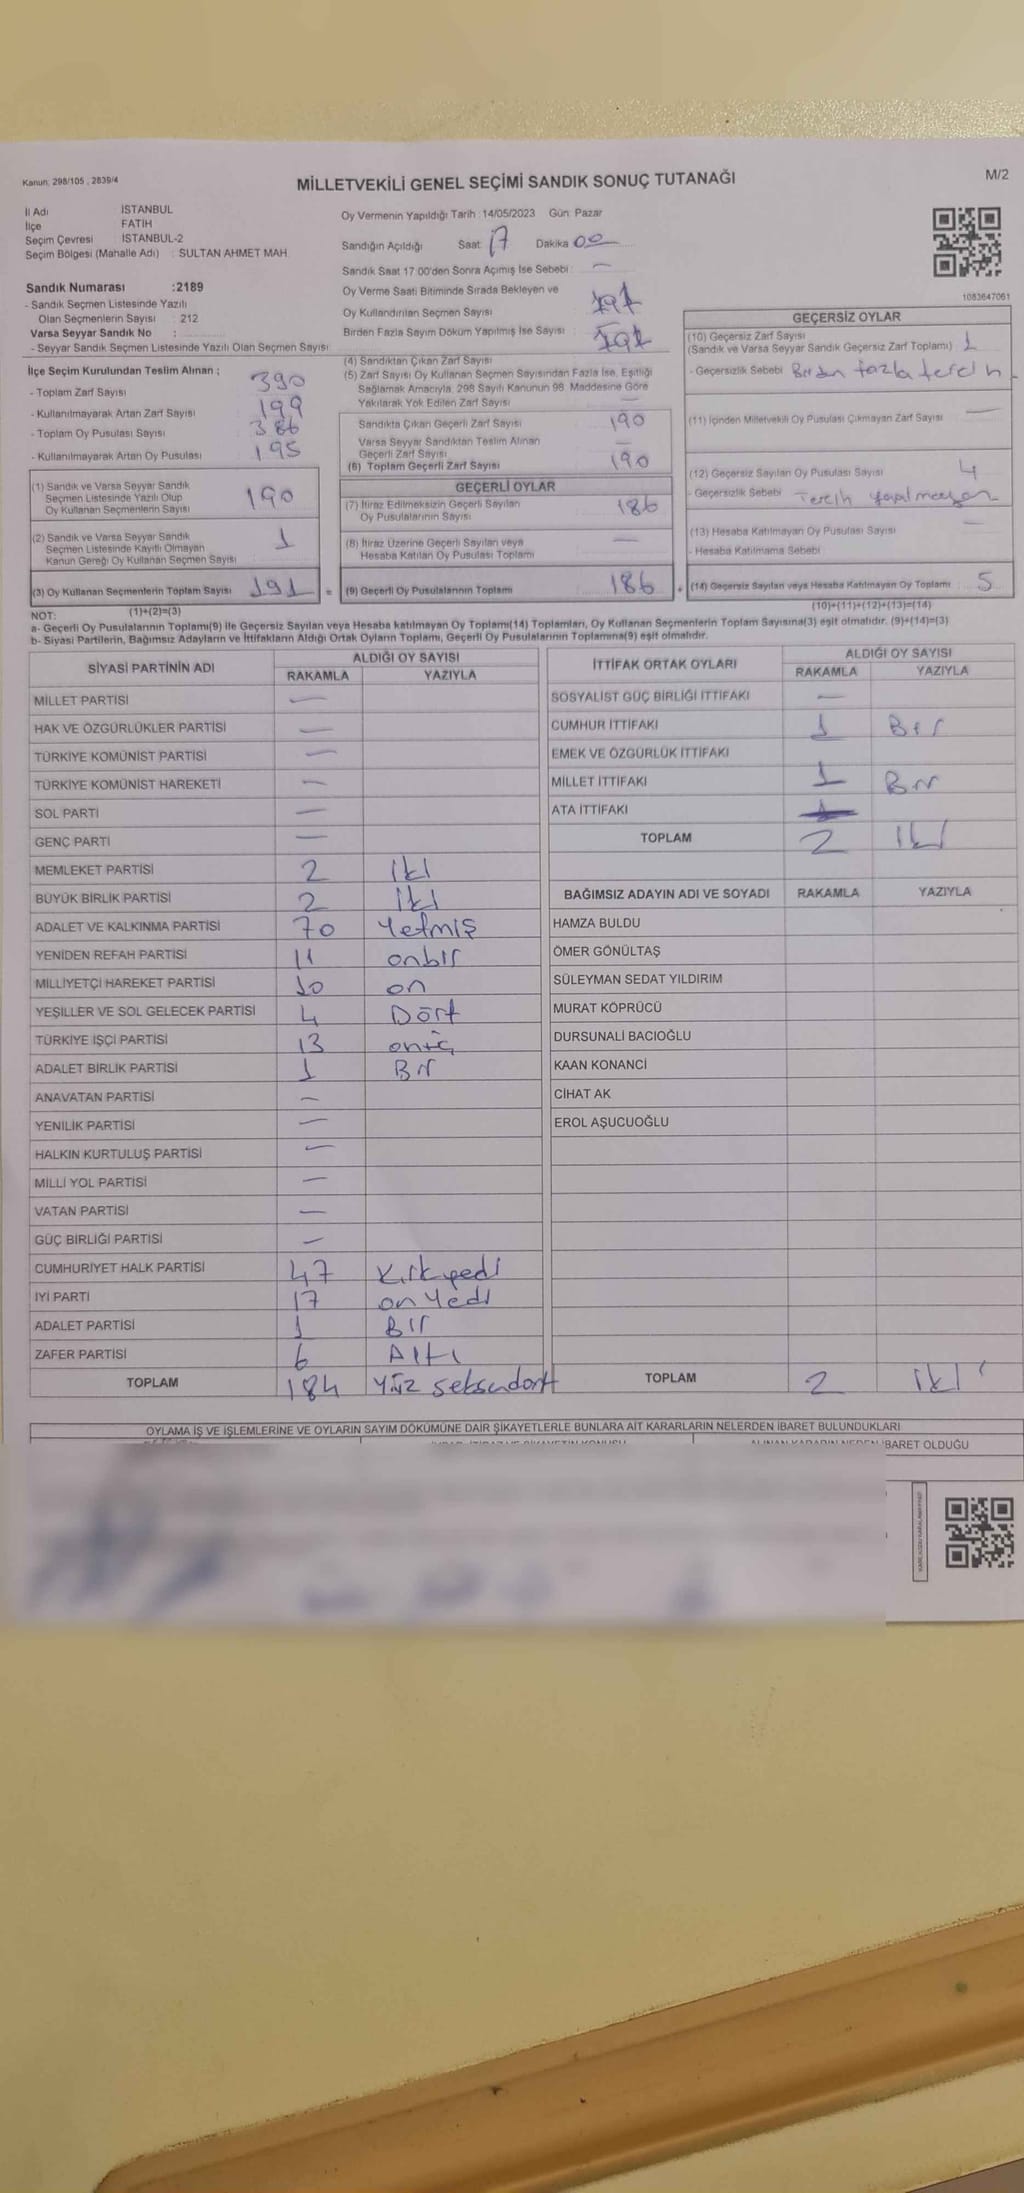 Kanun: 298/105 , 2839/4
MİLLETVEKİLİ GENEL SEÇİMİ SANDIK SONUÇ TUTANAĞI
M/2
İl Adı İSTANBUL
İlçe FATİH
Seçim Çevresi İSTANBUL-2
Seçim Bölgesi (Mahalle Adı) : SULTAN AHMET MAH.
Oy Vermenin Yapıldığı Tarih : 14/05/2023 Gün: Pazar
Sandığın Açıldığı Saat: 17 Dakika 00
Sandık Saat 17:00'den Sonra Açılmış İse Sebebi : —
Sandık Numarası :2189
- Sandık Seçmen Listesinde Yazılı
Olan Seçmenlerin Sayısı : 212
Varsa Seyyar Sandık No :
- Seyyar Sandık Seçmen Listesinde Yazılı Olan Seçmen Sayısı:
Oy Verme Saati Bitiminde Sırada Bekleyen ve
Oy Kullandırılan Seçmen Sayısı
Birden Fazla Sayım Döküm Yapılmış İse Sayısı :
1083647061
İlçe Seçim Kurulundan Teslim Alınan ;
- Toplam Zarf Sayısı 390
- Kullanılmayarak Artan Zarf Sayısı 199
- Toplam Oy Pusulası Sayısı 386
- Kullanılmayarak Artan Oy Pusulası 195
(1) Sandık ve Varsa Seyyar Sandık
Seçmen Listesinde Yazılı Olup
Oy Kullanan Seçmenlerin Sayısı 190
(2) Sandık ve Varsa Seyyar Sandık
Seçmen Listesinde Kayıtlı Olmayan
Kanun Gereği Oy Kullanan Seçmen Sayısı 1
(3) Oy Kullanan Seçmenlerin Toplam Sayısı 191 =
(1)+(2)=(3)
(4) Sandıktan Çıkan Zarf Sayısı 191
(5) Zarf Sayısı Oy Kullanan Seçmen Sayısından Fazla İse, Eşitliği
Sağlamak Amacıyla, 298 Sayılı Kanunun 98. Maddesine Göre
Yakılarak Yok Edilen Zarf Sayısı —
Sandıkta Çıkan Geçerli Zarf Sayısı 190
Varsa Seyyar Sandıktan Teslim Alınan
Geçerli Zarf Sayısı —
(6) Toplam Geçerli Zarf Sayısı 190
GEÇERLİ OYLAR
(7) İtiraz Edilmeksizin Geçerli Sayılan
Oy Pusulalarının Sayısı 186
(8) İtiraz Üzerine Geçerli Sayılan veya
Hesaba Katılan Oy Pusulası Toplamı —
(9) Geçerli Oy Pusulalarının Toplamı 186 +
GEÇERSİZ OYLAR
(10) Geçersiz Zarf Sayısı
(Sandık ve Varsa Seyyar Sandık Geçersiz Zarf Toplamı) 1
- Geçersizlik Sebebi Birden fazla tercih
(11) İçinden Milletvekili Oy Pusulası Çıkmayan Zarf Sayısı —
(12) Geçersiz Sayılan Oy Pusulası Sayısı 4
- Geçersizlik Sebebi Tercih yapılmayan
(13) Hesaba Katılmayan Oy Pusulası Sayısı —
- Hesaba Katılmama Sebebi
(14) Geçersiz Sayılan veya Hesaba Katılmayan Oy Toplamı 5
(10)+(11)+(12)+(13)=(14)
NOT:
a- Geçerli Oy Pusulalarının Toplamı(9) ile Geçersiz Sayılan veya Hesaba katılmayan Oy Toplamı(14) Toplamları, Oy Kullanan Seçmenlerin Toplam Sayısına(3) eşit olmalıdır. (9)+(14)=(3)
b- Siyasi Partilerin, Bağımsız Adayların ve İttifakların Aldığı Ortak Oyların Toplamı, Geçerli Oy Pusulalarının Toplamına(9) eşit olmalıdır.
SİYASİ PARTİNİN ADI ALDIĞI OY SAYISI
RAKAMLA YAZIYLA
MİLLET PARTİSİ —
HAK VE ÖZGÜRLÜKLER PARTİSİ —
TÜRKİYE KOMÜNİST PARTİSİ —
TÜRKİYE KOMÜNİST HAREKETİ —
SOL PARTİ —
GENÇ PARTİ —
MEMLEKET PARTİSİ 2 iki
BÜYÜK BİRLİK PARTİSİ 2 iki
ADALET VE KALKINMA PARTİSİ 70 Yetmiş
YENİDEN REFAH PARTİSİ 11 onbir
MİLLİYETÇİ HAREKET PARTİSİ 10 on
YEŞİLLER VE SOL GELECEK PARTİSİ 4 Dört
TÜRKİYE İŞÇİ PARTİSİ 13 onüç
ADALET BİRLİK PARTİSİ 1 Bir
ANAVATAN PARTİSİ —
YENİLİK PARTİSİ —
HALKIN KURTULUŞ PARTİSİ —
MİLLİ YOL PARTİSİ —
VATAN PARTİSİ —
GÜÇ BİRLİĞİ PARTİSİ —
CUMHURİYET HALK PARTİSİ 47 Kırkyedi
İYİ PARTİ 17 on Yedi
ADALET PARTİSİ 1 Bir
ZAFER PARTİSİ 6 Altı
TOPLAM 184 Yüz seksendört
İTTİFAK ORTAK OYLARI ALDIĞI OY SAYISI
RAKAMLA YAZIYLA
SOSYALİST GÜÇ BİRLİĞİ İTTİFAKI —
CUMHUR İTTİFAKI 1 Bir
EMEK VE ÖZGÜRLÜK İTTİFAKI
MİLLET İTTİFAKI 1 Bir
ATA İTTİFAKI
TOPLAM 2 iki
BAĞIMSIZ ADAYIN ADI VE SOYADI RAKAMLA YAZIYLA
HAMZA BULDU
ÖMER GÖNÜLTAŞ
SÜLEYMAN SEDAT YILDIRIM
MURAT KÖPRÜCÜ
DURSUNALİ BACIOĞLU
KAAN KONANCİ
CİHAT AK
EROL AŞUCUOĞLU
TOPLAM 2 iki
OYLAMA İŞ VE İŞLEMLERİNE VE OYLARIN SAYIM DÖKÜMÜNE DAİR ŞİKAYETLERLE BUNLARA AİT KARARLARIN NELERDEN İBARET BULUNDUKLARI
İBARET OLDUĞU